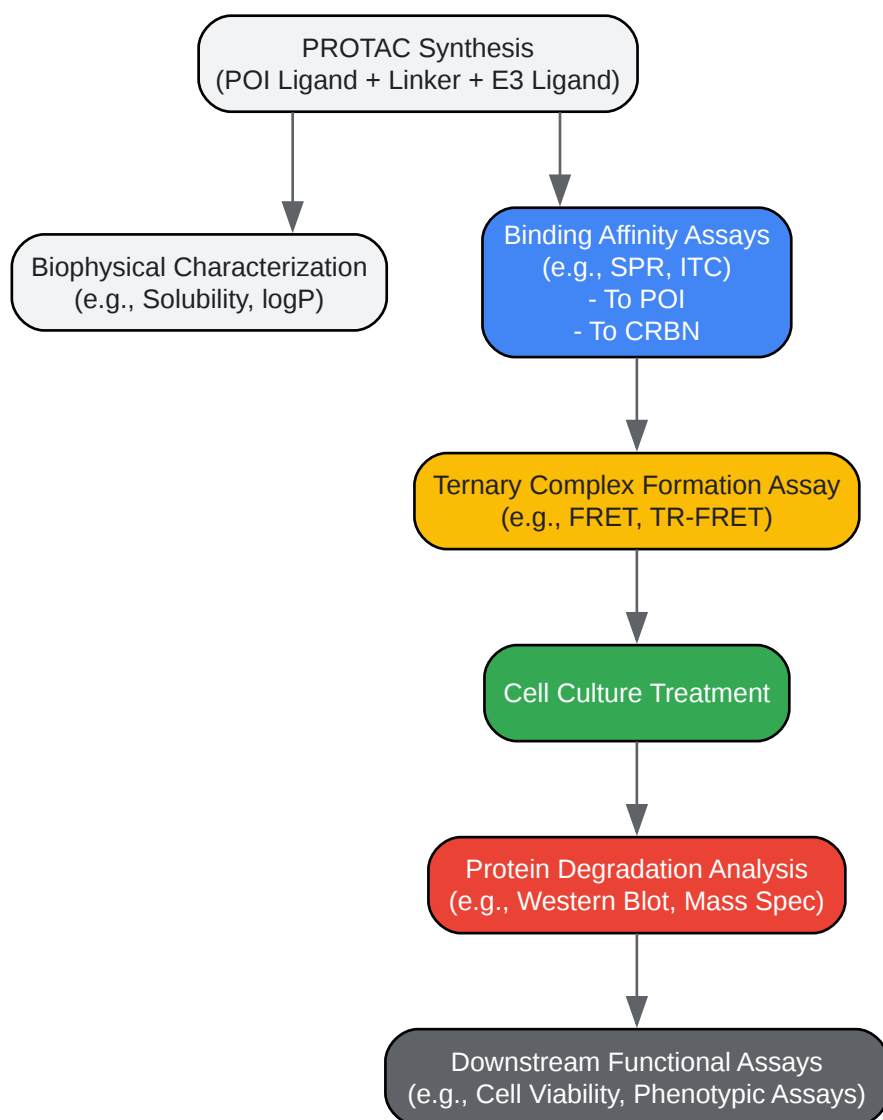 PROTAC Synthesis
(POI Ligand + Linker + E3 Ligand)
Biophysical Characterization
(e.g., Solubility, logP)
Binding Affinity Assays
(e.g., SPR, ITC)
- To POI
- To CRBN
Ternary Complex Formation Assay
(e.g., FRET, TR-FRET)
Cell Culture Treatment
Protein Degradation Analysis
(e.g., Western Blot, Mass Spec)
Downstream Functional Assays
(e.g., Cell Viability, Phenotypic Assays)